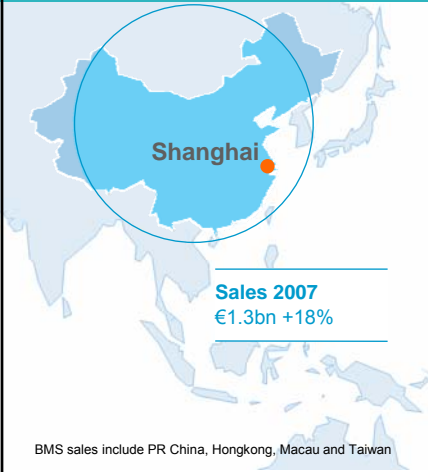 Shanghai
Sales 2007
€1.3bn +18%
BMS sales include PR China, Hongkong, Macau and Taiwan